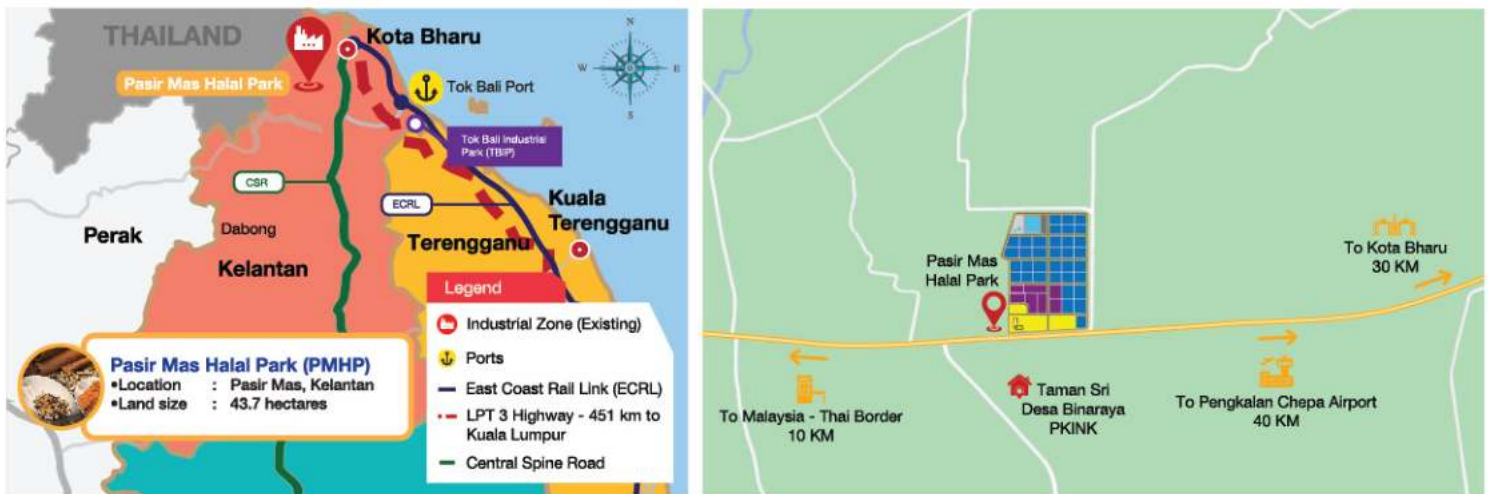 THAILAND
Kota Bharu
Pasir Mas Halal Park
Tok Bali Port
Tok Bali Industrial
Park (TBIP)
CSR
ECRL
Kuala
Terengganu
Perak
Dabong
Terengganu
Kelantan
N
W
E
S
Legend
Industrial Zone (Existing)
Ports
East Coast Rail Link (ECRL)
LPT 3 Highway - 451 km to
Kuala Lumpur
Central Spine Road
Pasir Mas Halal Park (PMHP)
•Location : Pasir Mas, Kelantan
•Land size : 43.7 hectares
Pasir Mas
Halal Park
To Kota Bharu
30 KM
To Malaysia - Thai Border
10 KM
Taman Sri
Desa Binaraya
PKINK
To Pengkalan Chepa Airport
40 KM